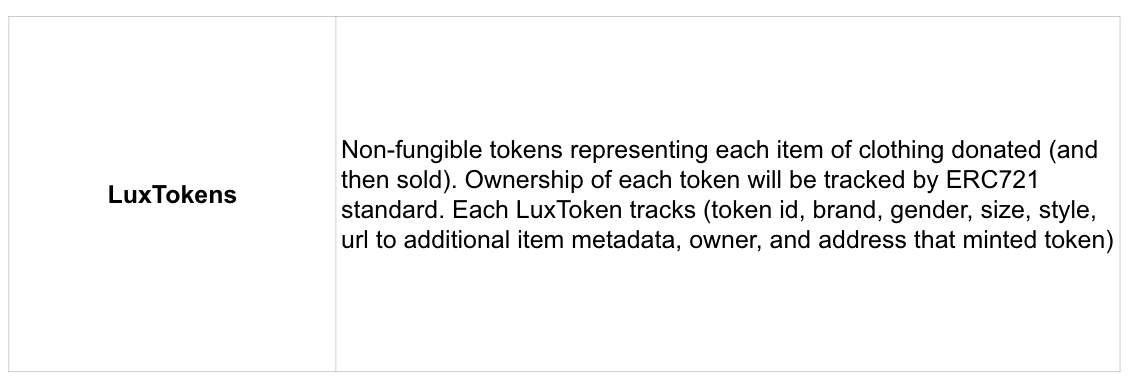 LuxTokens
Non-fungible tokens representing each item of clothing donated (and
then sold). Ownership of each token will be tracked by ERC721
standard. Each LuxToken tracks (token id, brand, gender, size, style,
url to additional item metadata, owner, and address that minted token)